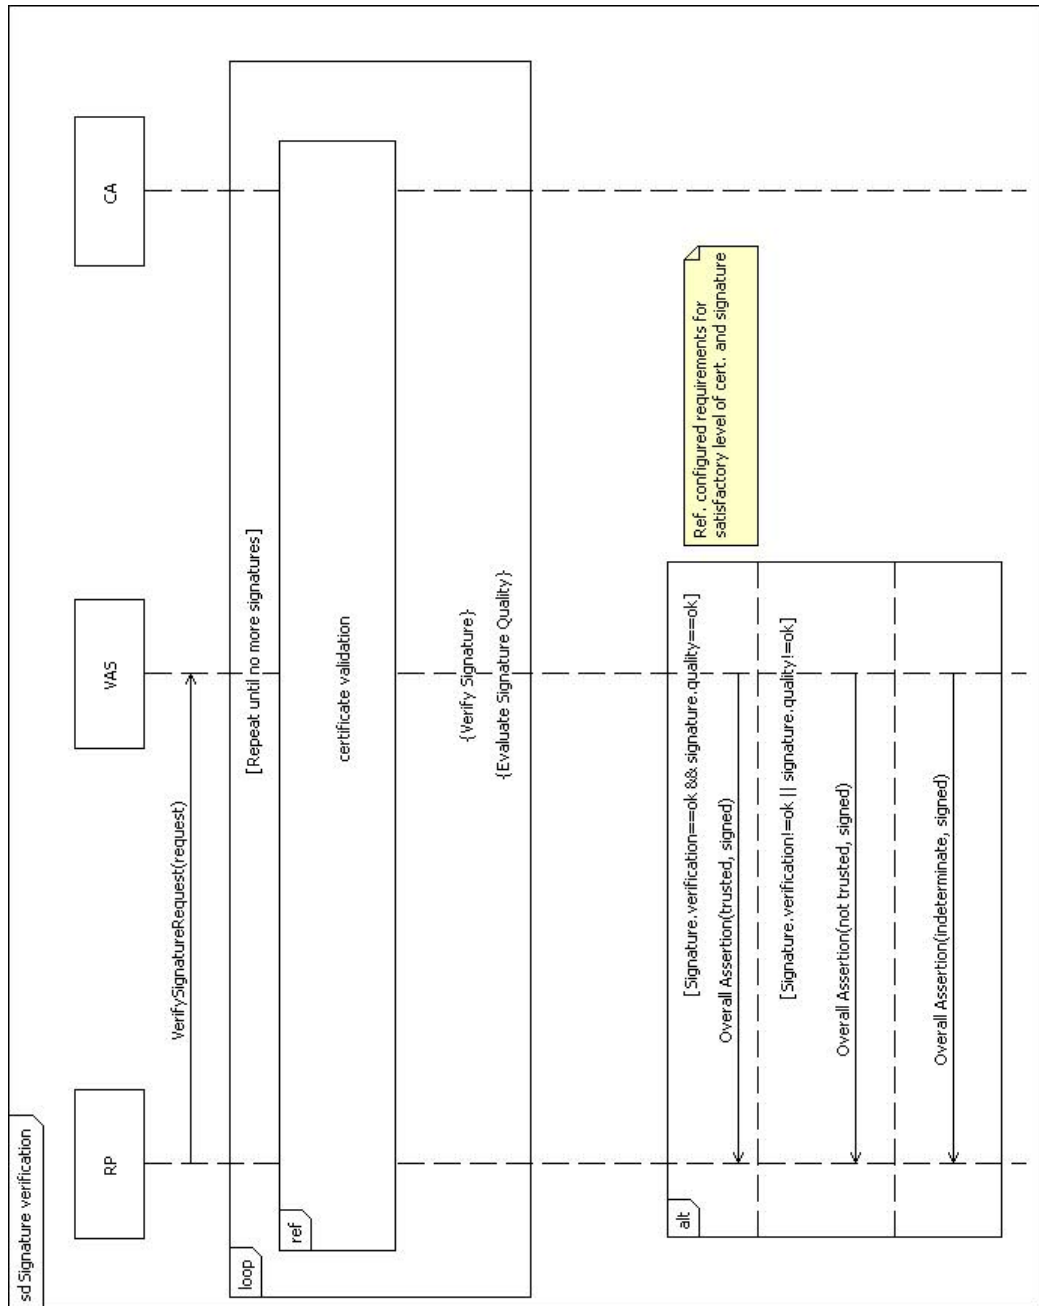 sd Signature verification
RP
VAS
CA
VerifySignatureRequest(request)
loop
[Repeat until no more signatures]
ref
certificate validation
{Verify Signature}
{Evaluate Signature Quality}
alt
[Signature.verification==ok && signature.quality==ok]
Overall Assertion(trusted, signed)
Ref. configured requirements for
satisfactory level of cert. and signature
[Signature.verification!=ok || signature.quality!=ok]
Overall Assertion(not trusted, signed)
Overall Assertion(indeterminate, signed)